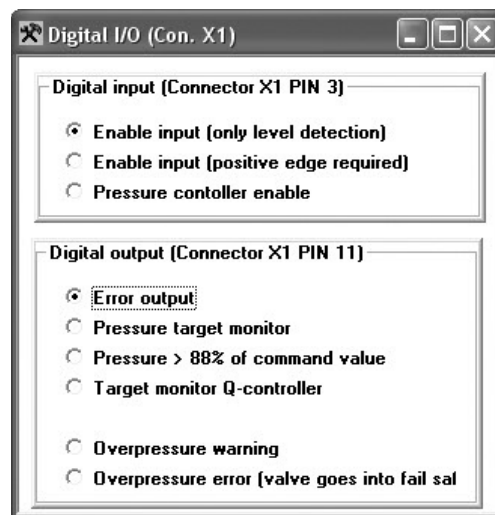 Digital I/O (Con. X1)
Digital input (Connector X1 PIN 3)
Enable input (only level detection)
Enable input (positive edge required)
Pressure contoller enable
Digital output (Connector X1 PIN 11)
Error output
Pressure target monitor
Pressure > 88% of command value
Target monitor Q-controller
Overpressure warning
Overpressure error (valve goes into fail saf